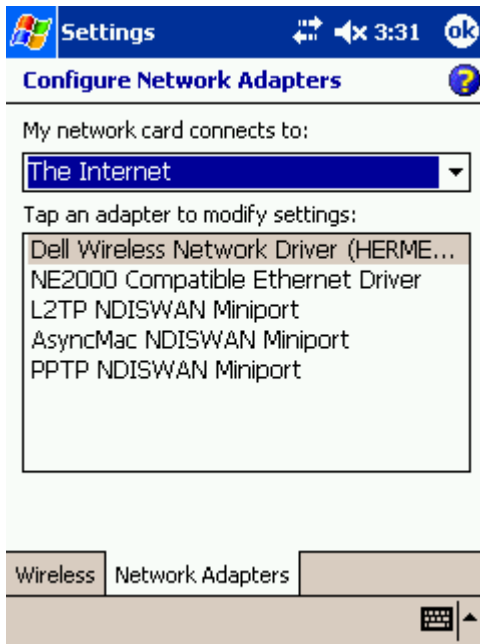 Settings 3:31 ok
Configure Network Adapters ?
My network card connects to:
The Internet
Tap an adapter to modify settings:
Dell Wireless Network Driver (HERME...
NE2000 Compatible Ethernet Driver
L2TP NDISWAN Miniport
AsyncMac NDISWAN Miniport
PPTP NDISWAN Miniport
Wireless Network Adapters